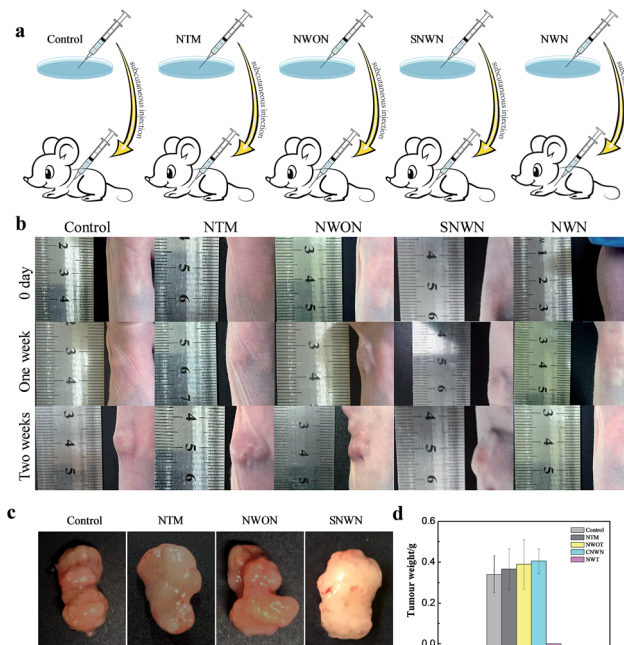 a
Control NTM NWON SNWN NWN
subcutaneous injection subcutaneous injection subcutaneous injection subcutaneous injection
b
Control NTM NWON SNWN NWN
0 day
One week
Two weeks
c
Control NTM NWON SNWN
d
0.6
0.4
0.2
0.0
Tumour weight/g
Control
NTM
NWOT
CNWN
NWT